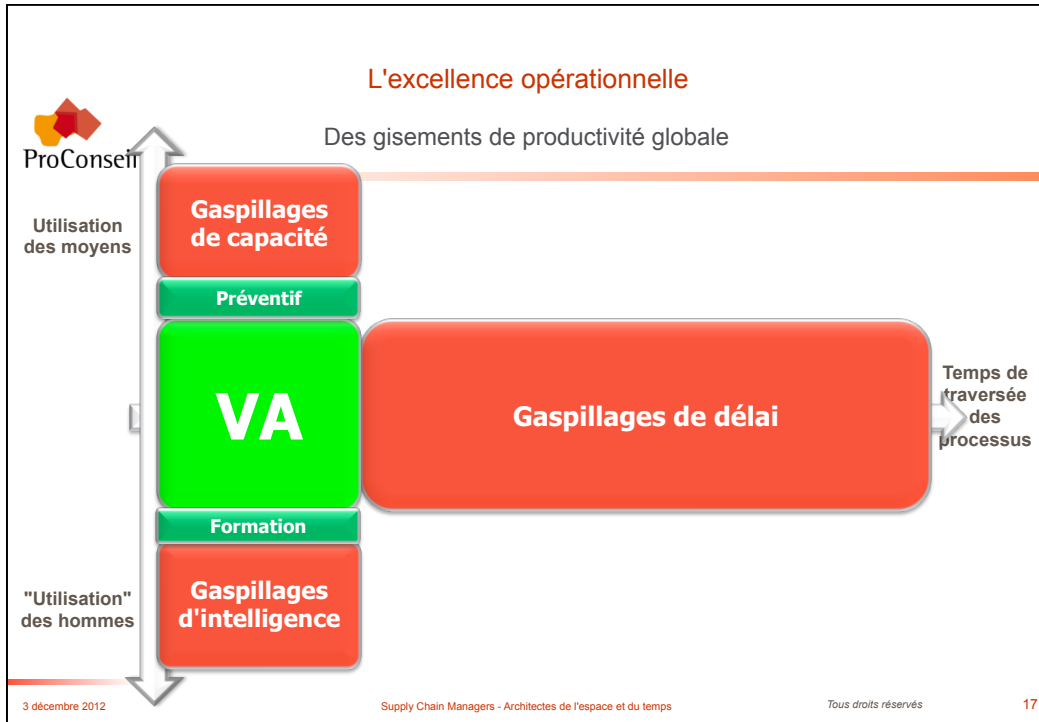 L'excellence opérationnelle
Des gisements de productivité globale
ProConseil
Utilisation
des moyens
Gaspillages
de capacité
Préventif
VA
Gaspillages de délai
Temps de
traversée
des
processus
Formation
"Utilisation"
des hommes
Gaspillages
d'intelligence
3 décembre 2012
Supply Chain Managers - Architectes de l'espace et du temps
Tous droits réservés
17